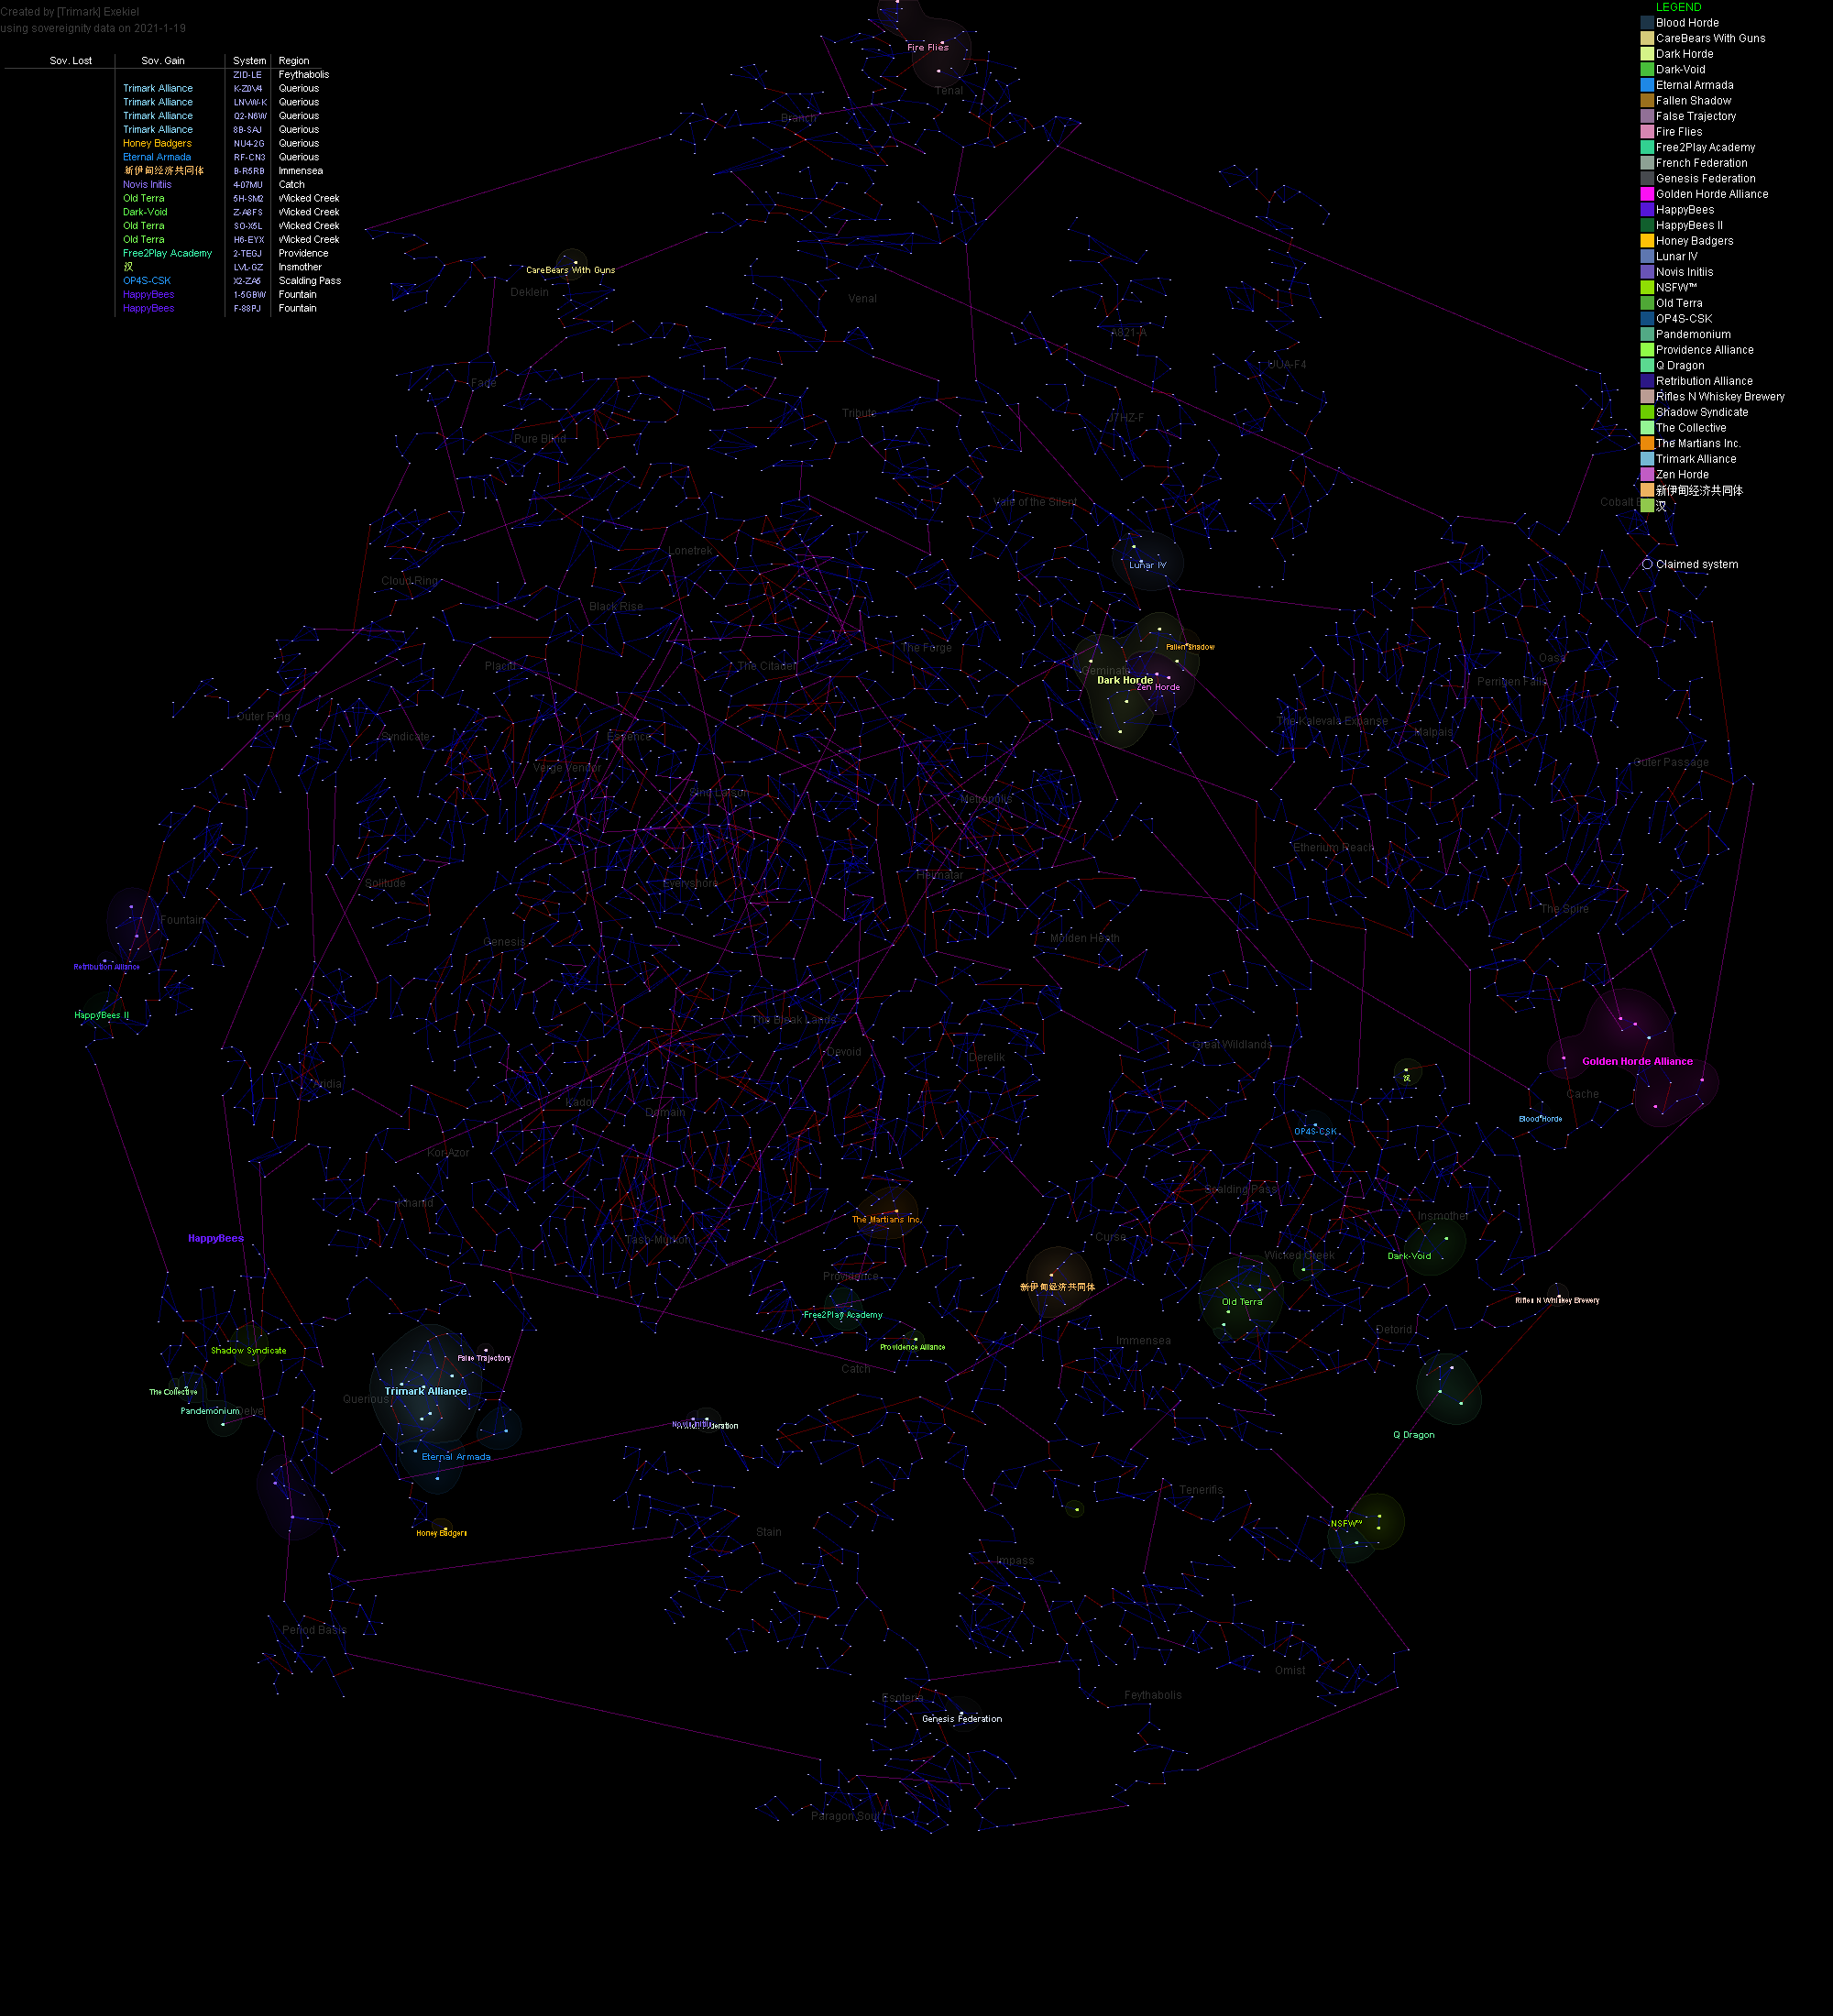 Created by [Trimark] Exekiel
using sovereignity data on 2021-1-19
Sov. Lost Sov. Gain System Region
ZID-LE Feythabolis
Trimark Alliance K-Z0V4 Querious
Trimark Alliance LNVW-K Querious
Trimark Alliance Q2-N6W Querious
Trimark Alliance 8B-SAJ Querious
Honey Badgers NU4-2G Querious
Eternal Armada RF-CN3 Querious
新伊甸经济共同体 B-R5RB Immensea
Novis Initiis 4-07MU Catch
Old Terra 5H-SM2 Wicked Creek
Dark-Void Z-A8FS Wicked Creek
Old Terra SO-X5L Wicked Creek
Old Terra H6-EYX Wicked Creek
Free2Play Academy 2-TEGJ Providence
汉 LVL-GZ Insmother
OP4S-CSK X2-ZA5 Scalding Pass
HappyBees 1-5GBW Fountain
HappyBees F-88PJ Fountain
LEGEND
Blood Horde
CareBears With Guns
Dark Horde
Dark-Void
Eternal Armada
Fallen Shadow
False Trajectory
Fire Flies
Free2Play Academy
French Federation
Genesis Federation
Golden Horde Alliance
HappyBees
HappyBees II
Honey Badgers
Lunar IV
Novis Initiis
NSFW™
Old Terra
OP4S-CSK
Pandemonium
Providence Alliance
Q Dragon
Retribution Alliance
Rifles N Whiskey Brewery
Shadow Syndicate
The Collective
The Martians Inc.
Trimark Alliance
Zen Horde
新伊甸经济共同体
汉
Claimed system
Fire Flies
Tenal
Branch
CareBears With Guns
Deklein
Venal
A821-A
UUA-F4
Fade
Tribute
J7HZ-F
Pure Blind
Vale of the Silent
Cobalt
Lonetrek
Lunar IV
Cloud Ring
Black Rise
The Forge
Fallen Shadow
Oasa
Placid
The Citadel
Geminate
Dark Horde
Zen Horde
Perrigen Falls
Outer Ring
The Kalevala Expanse
Syndicate
Essence
Malpais
Verge Vendor
Outer Passage
Sinq Laison
Metropolis
Etherium Reach
Solitude
Everyshore
Heimatar
The Spire
Fountain
Genesis
Molden Heath
Retribution Alliance
HappyBees II
The Bleak Lands
Devoid
Derelik
Great Wildlands
Golden Horde Alliance
汉
Aridia
Cache
Kador
Domain
Blood Horde
OP4S-CSK
Kor-Azor
Khanid
Scalding Pass
The Martians Inc.
Insmother
HappyBees
Tash-Murkon
Curse
Wicked Creek
Dark-Void
Providence
新伊甸经济共同体
Old Terra
Rifles N Whiskey Brewery
Free2Play Academy
Detorid
Shadow Syndicate
Providence Alliance
Immensea
False Trajectory
Catch
The Collective
Trimark Alliance
Querious
Pandemonium
Delve
Novis Initiis
Q Dragon
Eternal Armada
Tenerifis
NSFW™
Honey Badgers
Stain
Impass
Period Basis
Omist
Esoteria
Feythabolis
Genesis Federation
Paragon Soul